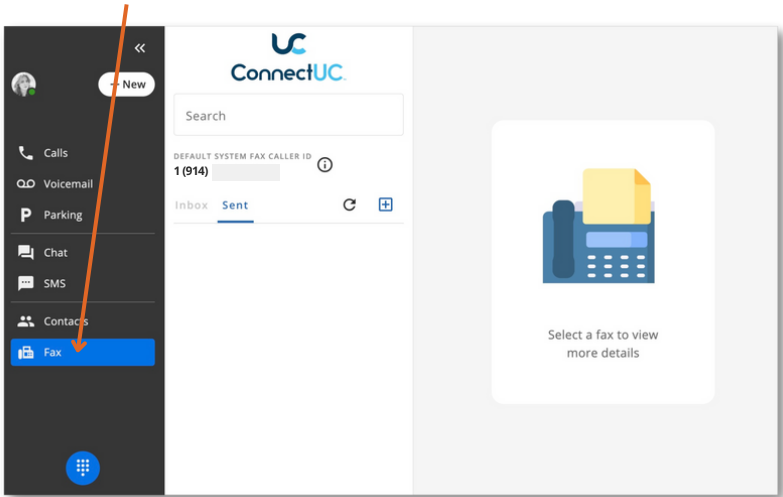 + New
Calls
Voicemail
P Parking
Chat
SMS
Contacts
Fax
UC
ConnectUC
Search
DEFAULT SYSTEM FAX CALLER ID
1 (914)
Inbox Sent
Select a fax to view
more details